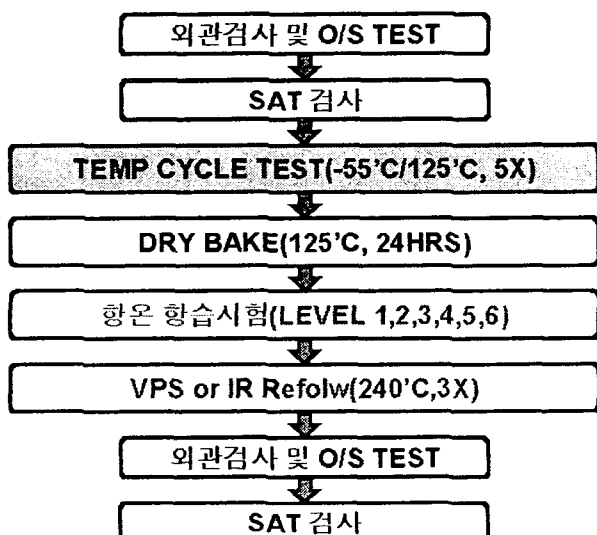 외관검사 및 O/S TEST
SAT 검사
TEMP CYCLE TEST(-55'C/125'C, 5X)
DRY BAKE(125'C, 24HRS)
항온 항습시험(LEVEL 1,2,3,4,5,6)
VPS or IR Refolw(240'C,3X)
외관검사 및 O/S TEST
SAT 검사